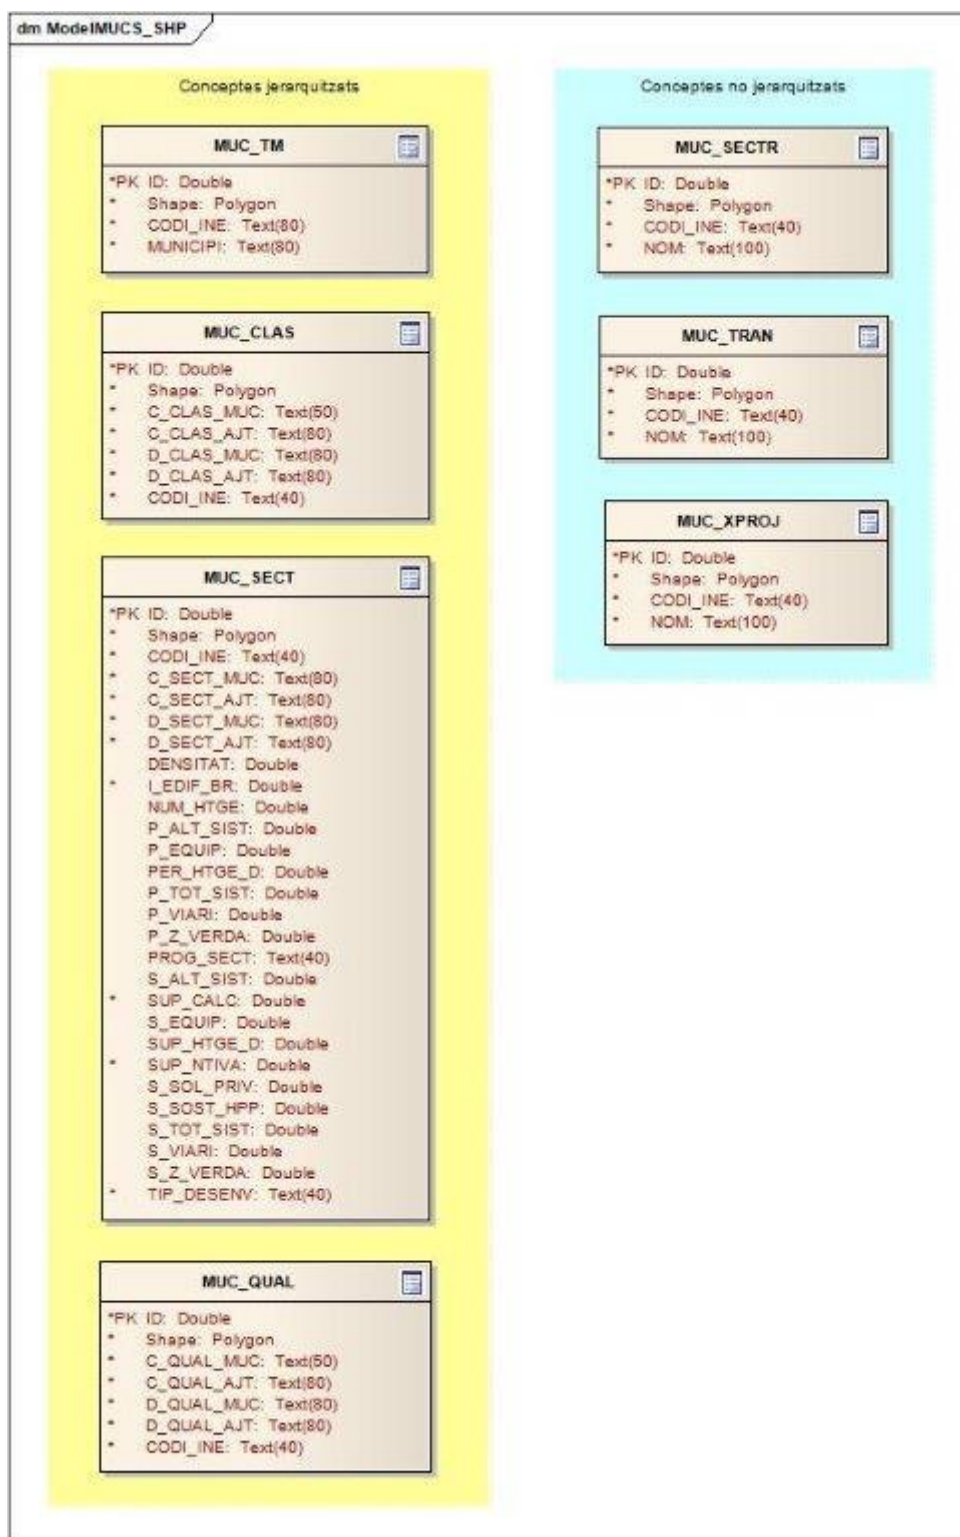 dm ModelMUCS_SHP
Conceptes jerarquitzats
MUC_TM
*PK ID: Double
* Shape: Polygon
* CODI_INE: Text(80)
* MUNICIPI: Text(80)
MUC_CLAS
*PK ID: Double
* Shape: Polygon
* C_CLAS_MUC: Text(50)
* C_CLAS_AJT: Text(80)
* D_CLAS_MUC: Text(80)
* D_CLAS_AJT: Text(80)
* CODI_INE: Text(40)
MUC_SECT
*PK ID: Double
* Shape: Polygon
* CODI_INE: Text(40)
* C_SECT_MUC: Text(80)
* C_SECT_AJT: Text(80)
* D_SECT_MUC: Text(80)
* D_SECT_AJT: Text(80)
DENSITAT: Double
* I_EDIF_BR: Double
NUM_HTGE: Double
P_ALT_SIST: Double
P_EQUIP: Double
PER_HTGE_D: Double
P_TOT_SIST: Double
P_VIARI: Double
P_Z_VERDA: Double
PROG_SECT: Text(40)
S_ALT_SIST: Double
* SUP_CALC: Double
S_EQUIP: Double
SUP_HTGE_D: Double
* SUP_NTIVA: Double
S_SOL_PRIV: Double
S_SOST_HPP: Double
S_TOT_SIST: Double
S_VIARI: Double
S_Z_VERDA: Double
* TIP_DESENV: Text(40)
MUC_QUAL
*PK ID: Double
* Shape: Polygon
* C_QUAL_MUC: Text(50)
* C_QUAL_AJT: Text(80)
* D_QUAL_MUC: Text(80)
* D_QUAL_AJT: Text(80)
* CODI_INE: Text(40)
Conceptes no jerarquitzats
MUC_SECTR
*PK ID: Double
* Shape: Polygon
* CODI_INE: Text(40)
* NOM: Text(100)
MUC_TRAN
*PK ID: Double
* Shape: Polygon
* CODI_INE: Text(40)
* NOM: Text(100)
MUC_XPROJ
*PK ID: Double
* Shape: Polygon
* CODI_INE: Text(40)
* NOM: Text(100)